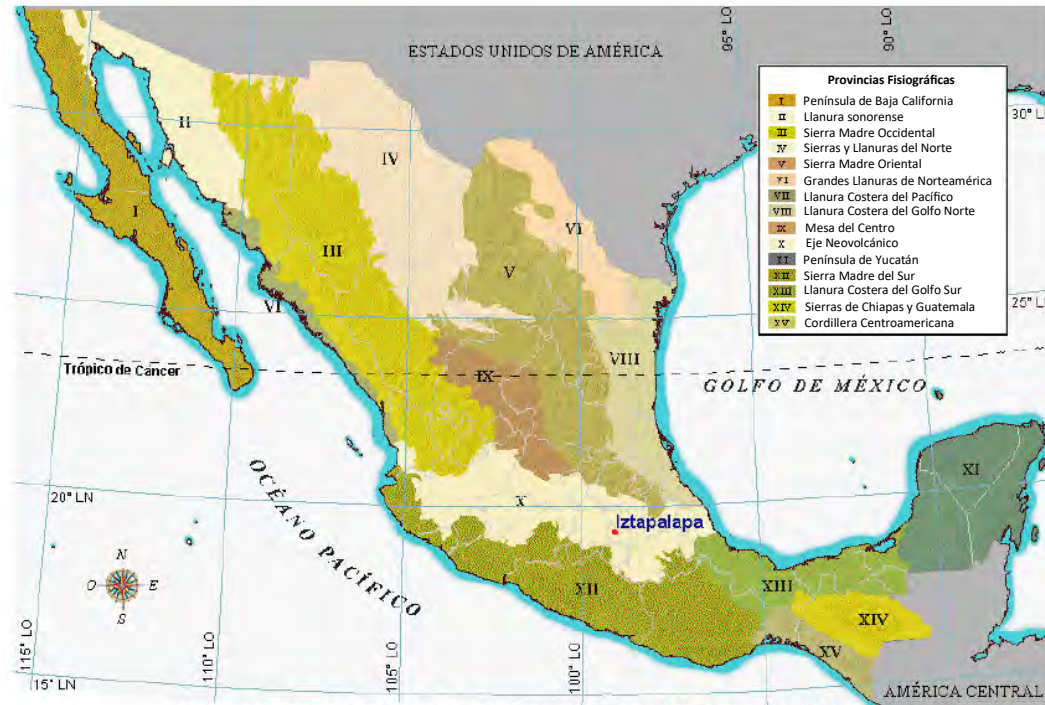 ESTADOS UNIDOS DE AMÉRICA
95° LO
90° LO
Provincias Fisiográficas
I Península de Baja California
II Llanura sonorense
III Sierra Madre Occidental
IV Sierras y Llanuras del Norte
V Sierra Madre Oriental
VI Grandes Llanuras de Norteamérica
VII Llanura Costera del Pacífico
VIII Llanura Costera del Golfo Norte
IX Mesa del Centro
X Eje Neovolcánico
XI Península de Yucatán
XII Sierra Madre del Sur
XIII Llanura Costera del Golfo Sur
XIV Sierras de Chiapas y Guatemala
XV Cordillera Centroamericana
30° LN
II
IV
I
III
VI
V
VI
25° LN
VIII
Trópico de Cancer
IX
GOLFO DE MÉXICO
XI
20° LN
OCÉANO PACÍFICO
X
Iztapalapa
N
O
E
S
XII
XIII
XIV
XV
115° LO
110° LO
105° LO
100° LO
15° LN
AMÉRICA CENTRAL